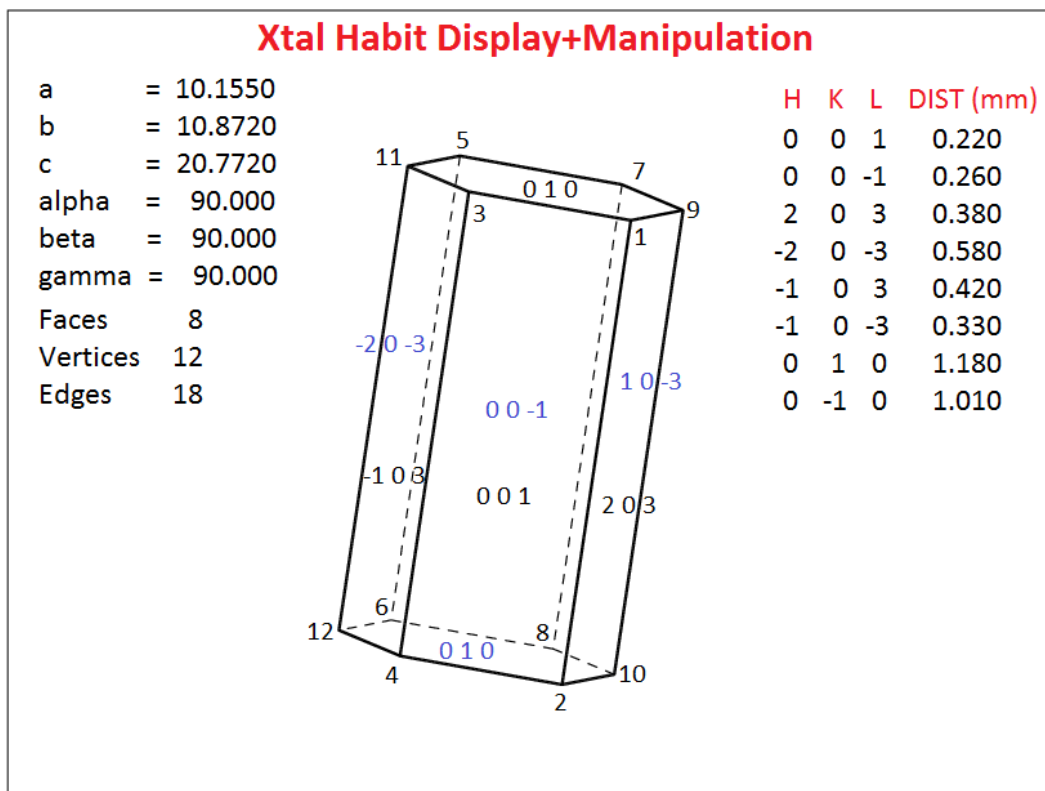 Xtal Habit Display+Manipulation
a = 10.1550
b = 10.8720
c = 20.7720
alpha = 90.000
beta = 90.000
gamma = 90.000
Faces 8
Vertices 12
Edges 18
5
11
7
0 1 0
3
9
1
-2 0 -3
1 0 -3
0 0 -1
-1 0 3
0 0 1
2 0 3
6
12
8
0 1 0
4
10
2
H K L DIST (mm)
0 0 1 0.220
0 0 -1 0.260
2 0 3 0.380
-2 0 -3 0.580
-1 0 3 0.420
-1 0 -3 0.330
0 1 0 1.180
0 -1 0 1.010